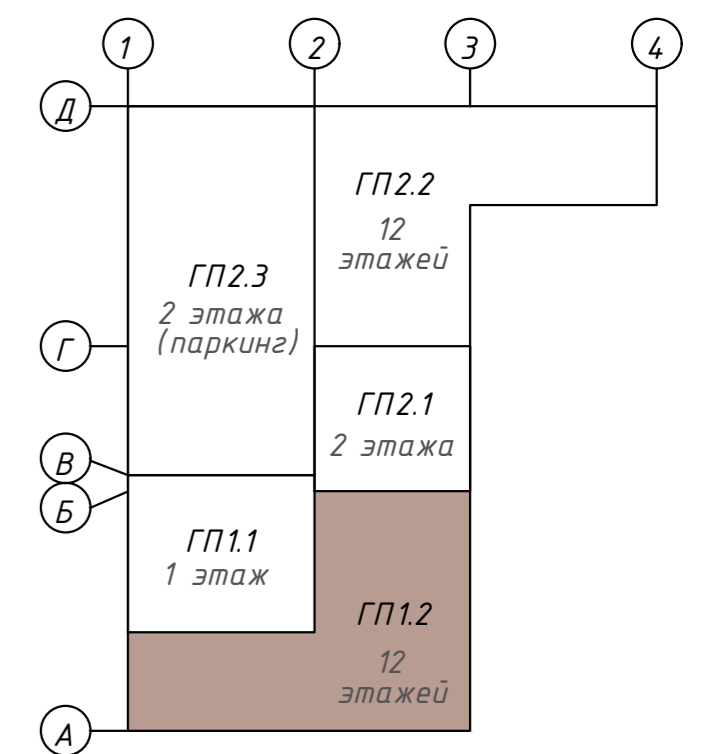 1 2 3 4
Д
ГП2.2
12
этажей
ГП2.3
2 этажа
(паркинг)
Г
ГП2.1
2 этажа
В
Б
ГП1.1
1 этаж
ГП1.2
12
этажей
А